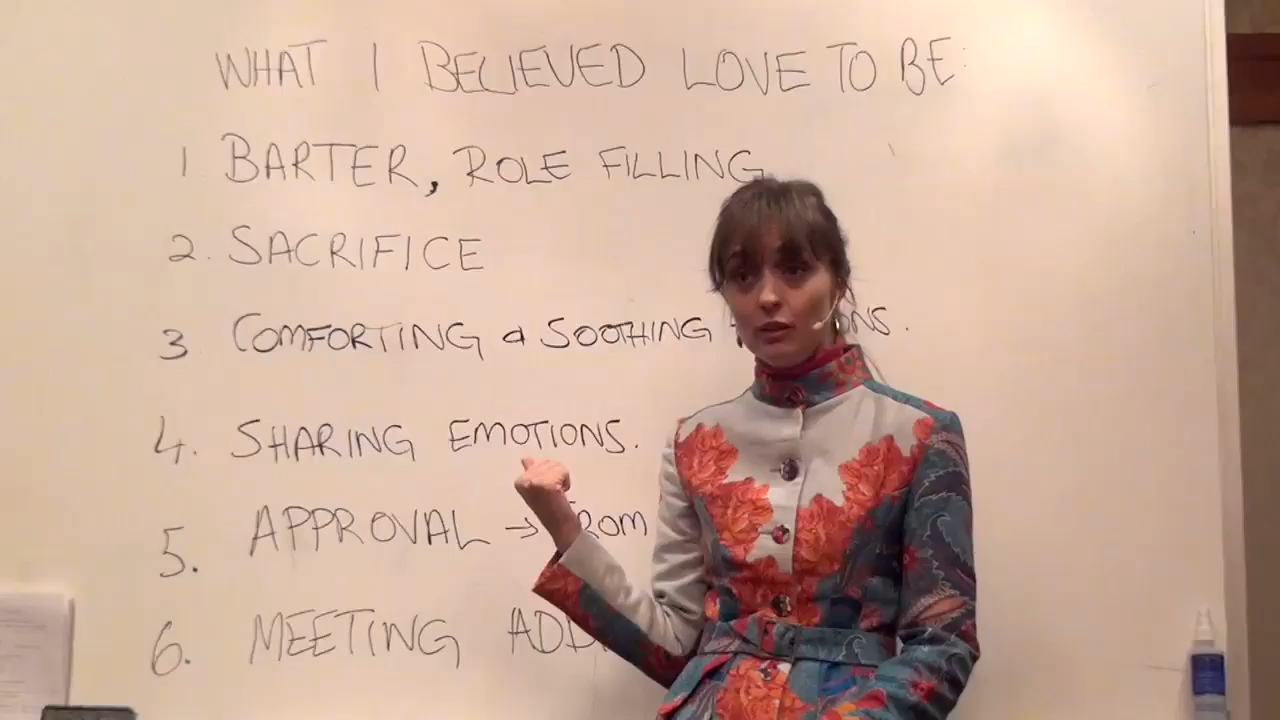 WHAT I BELIEVED LOVE TO BE:
1 BARTER, ROLE FILLING
2. SACRIFICE
3 COMFORTING & SOOTHING
4. SHARING EMOTIONS.
5. APPROVAL → FROM
6. MEETING